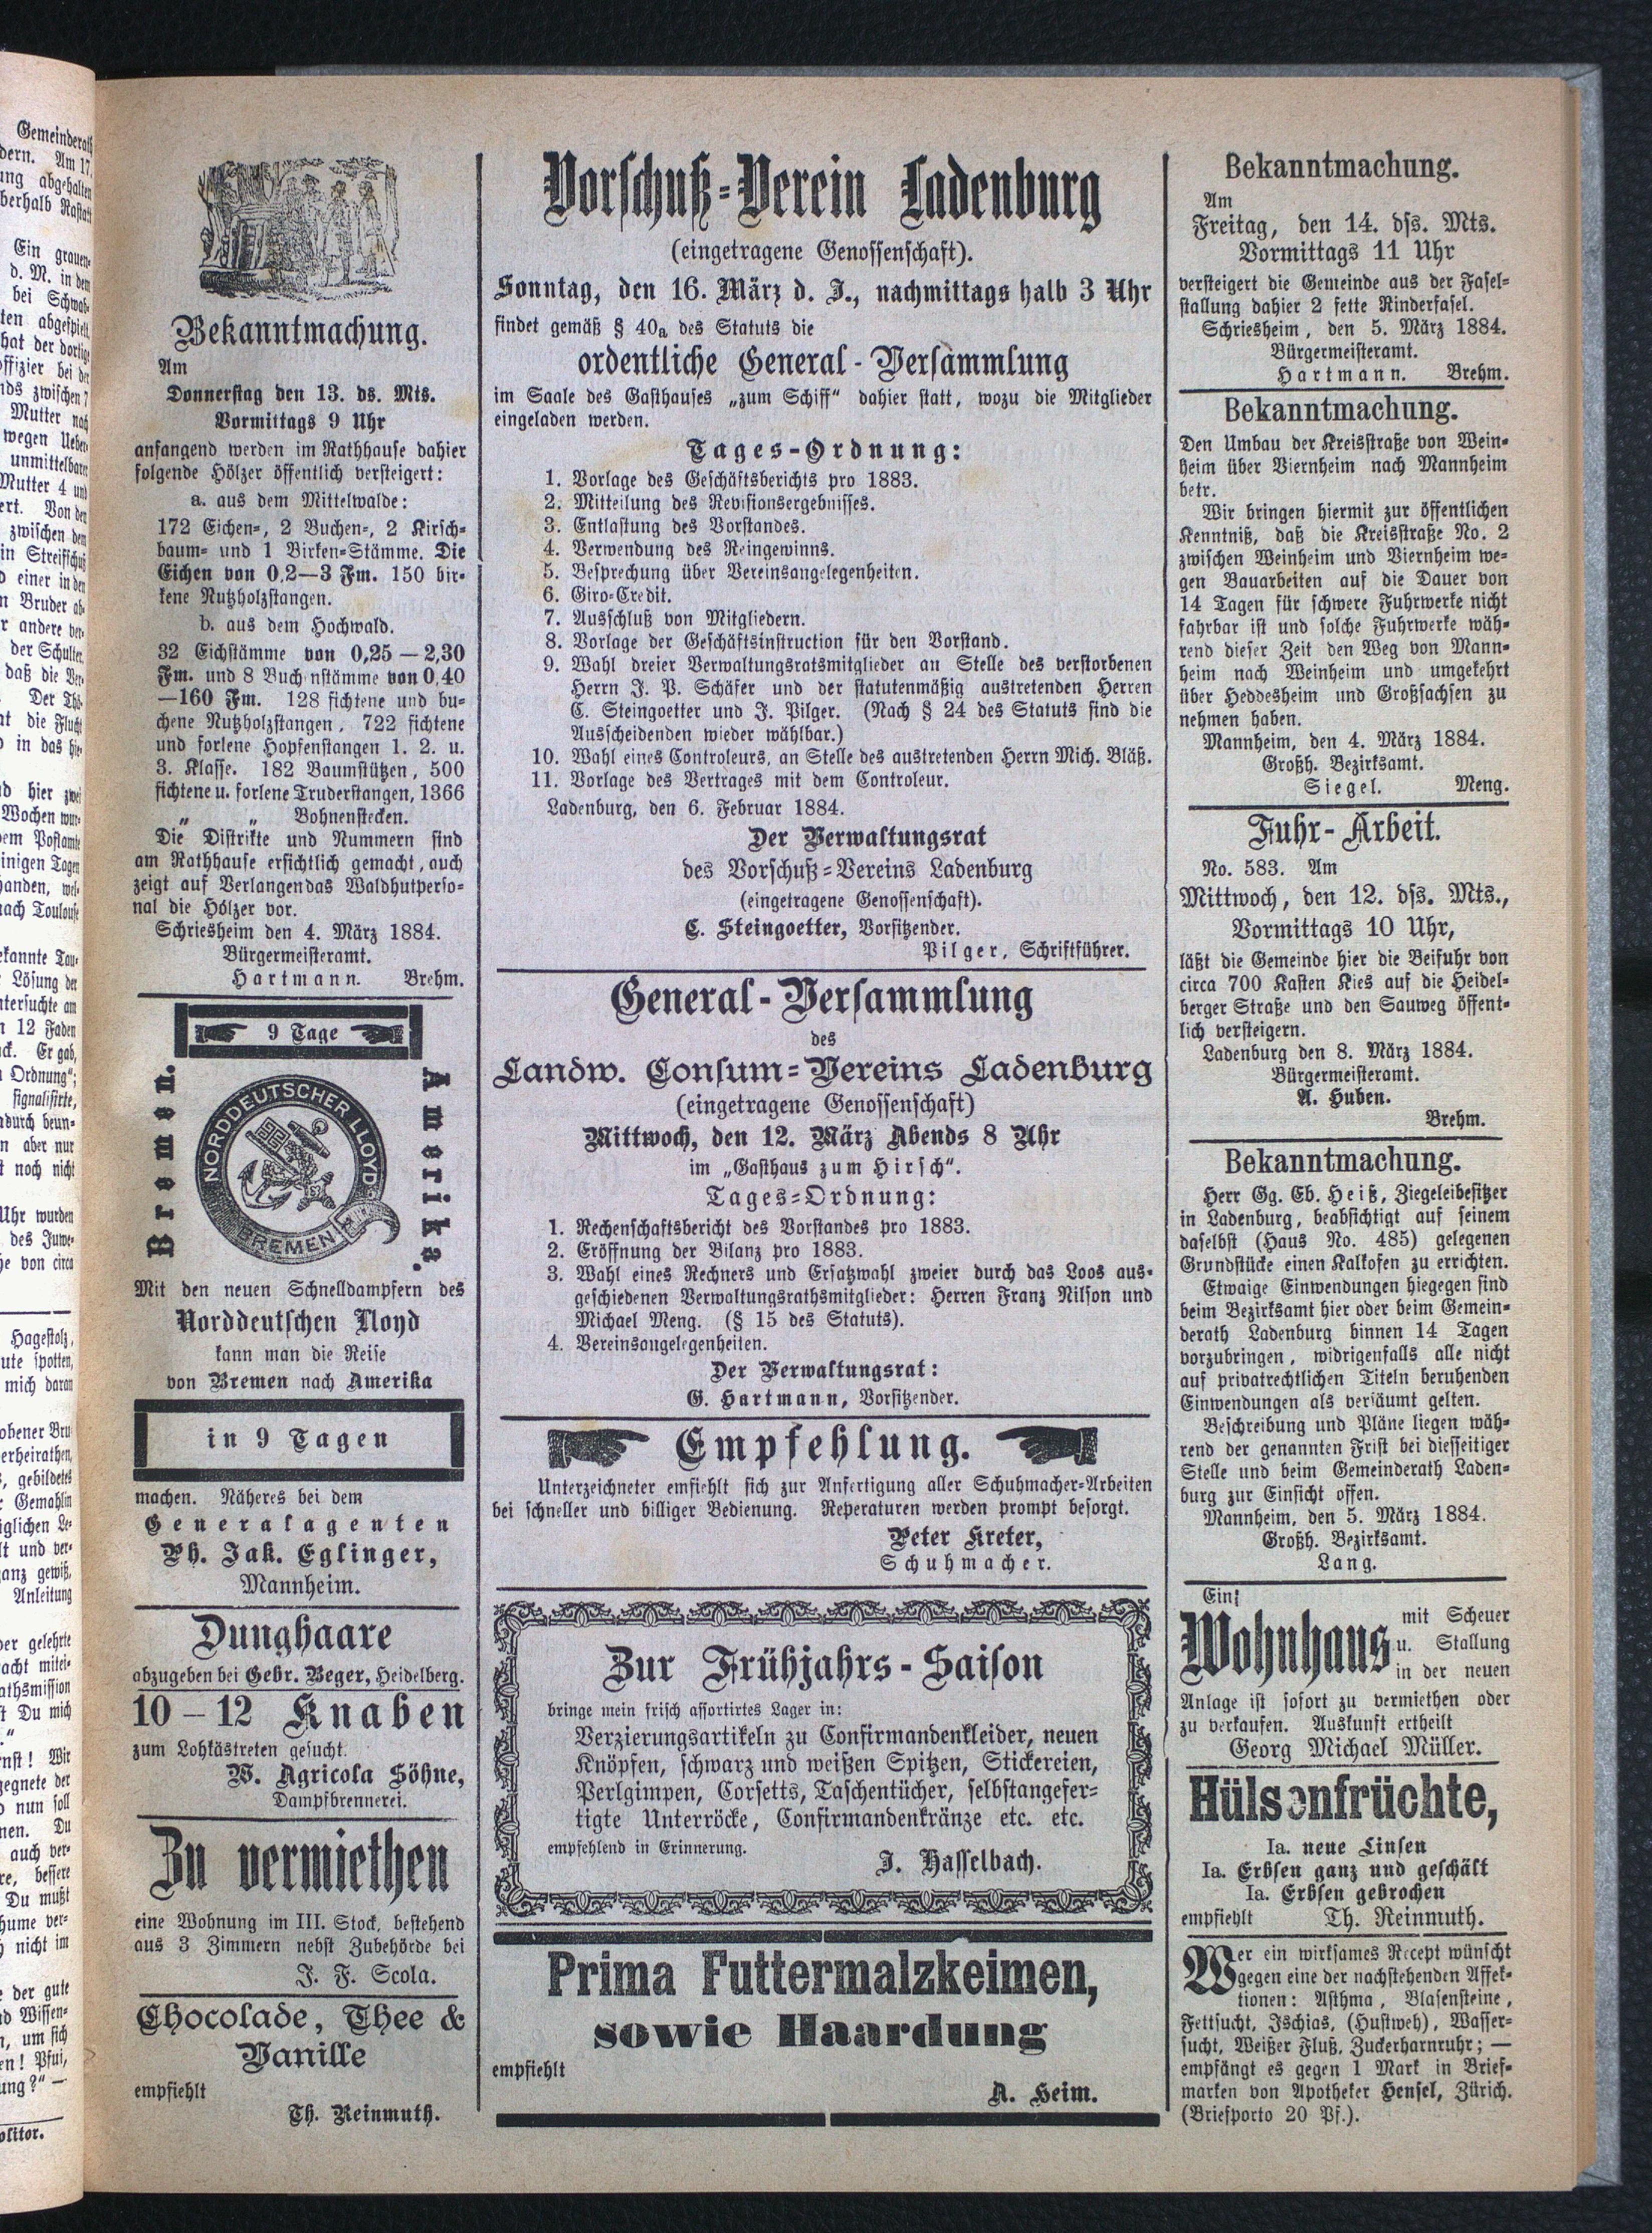 Bekanntmachung.
Am
Donnerstag den 13. ds. Mts.
Vormittags 9 Uhr
anfangend werden im Rathhause dahier
folgende Hölzer öffentlich versteigert:
a. aus dem Mittelwalde:
172 Eichen-, 2 Buchen-, 2 Kirsch-
baum- und 1 Birken-Stämme. Die
Eichen von 0,2—3 Fm. 150 bir-
kene Nutzholzstangen.
b. aus dem Hochwald.
32 Eichstämme von 0,25 — 2,30
Fm. und 8 Buch nstämme von 0,40
—160 Fm. 128 fichtene und bu-
chene Nutzholzstangen, 722 fichtene
und forlene Hopfenstangen 1. 2. u.
3. Klasse. 182 Baumstützen, 500
fichtene u. forlene Truderstangen, 1366
„ „ Bohnenstecken.
Die Distrikte und Nummern sind
am Rathhause ersichtlich gemacht, auch
zeigt auf Verlangen das Waldhutperso-
nal die Hölzer vor.
Schriesheim den 4. März 1884.
Bürgermeisteramt.
Hartmann. Brehm.
9 Tage
Bremen.
Amerika.
NORDDEUTSCHER LLOYD
BREMEN
Mit den neuen Schnelldampfern des
Norddeutschen Lloyd
kann man die Reise
von Bremen nach Amerika
in 9 Tagen
machen. Näheres bei dem
Generalagenten
Ph. Jak. Eglinger,
Mannheim.
Dunghaare
abzugeben bei Gebr. Beger, Heidelberg.
10 – 12 Knaben
zum Lohkästreten gesucht.
W. Agricola Söhne,
Dampfbrennerei.
Zu vermiethen
eine Wohnung im III. Stock, bestehend
aus 3 Zimmern nebst Zubehörde bei
J. F. Scola.
Chocolade, Thee &
Vanille
empfiehlt
Th. Reinmuth.
Vorschuß-Verein Ladenburg
(eingetragene Genossenschaft).
Sonntag, den 16. März d. J., nachmittags halb 3 Uhr
findet gemäß § 40a des Statuts die
ordentliche General-Versammlung
im Saale des Gasthauses „zum Schiff“ dahier statt, wozu die Mitglieder
eingeladen werden.
Tages-Ordnung:
1. Vorlage des Geschäftsberichts pro 1883.
2. Mitteilung des Revisionsergebnisses.
3. Entlastung des Vorstandes.
4. Verwendung des Reingewinns.
5. Besprechung über Vereinsangelegenheiten.
6. Giro-Credit.
7. Ausschluß von Mitgliedern.
8. Vorlage der Geschäftsinstruction für den Vorstand.
9. Wahl dreier Verwaltungsratsmitglieder an Stelle des verstorbenen
Herrn J. P. Schäfer und der statutenmäßig austretenden Herren
C. Steingoetter und J. Pilger. (Nach § 24 des Statuts sind die
Ausscheidenden wieder wählbar.)
10. Wahl eines Controleurs, an Stelle des austretenden Herrn Mich. Bläß.
11. Vorlage des Vertrages mit dem Controleur.
Ladenburg, den 6. Februar 1884.
Der Verwaltungsrat
des Vorschuß-Vereins Ladenburg
(eingetragene Genossenschaft).
C. Steingoetter, Vorsitzender.
Pilger, Schriftführer.
General-Versammlung
des
Landw. Consum-Vereins Ladenburg
(eingetragene Genossenschaft)
Mittwoch, den 12. März Abends 8 Uhr
im „Gasthaus zum Hirsch“.
Tages-Ordnung:
1. Rechenschaftsbericht des Vorstandes pro 1883.
2. Eröffnung der Bilanz pro 1883.
3. Wahl eines Rechners und Ersatzwahl zweier durch das Loos aus-
geschiedenen Verwaltungsrathsmitglieder: Herren Franz Nilson und
Michael Meng. (§ 15 des Statuts).
4. Vereinsangelegenheiten.
Der Verwaltungsrat:
G. Hartmann, Vorsitzender.
Empfehlung.
Unterzeichneter emfiehlt sich zur Anfertigung aller Schuhmacher-Arbeiten
bei schneller und billiger Bedienung. Reperaturen werden prompt besorgt.
Peter Kreter,
Schuhmacher.
Zur Frühjahrs-Saison
bringe mein frisch assortirtes Lager in:
Verzierungsartikeln zu Confirmandenkleider, neuen
Knöpfen, schwarz und weißen Spitzen, Stickereien,
Perlgimpen, Corsetts, Taschentücher, selbstangefer-
tigte Unterröcke, Confirmandenkränze etc. etc.
empfehlend in Erinnerung.
J. Hasselbach.
Prima Futtermalzkeimen,
sowie Haardung
empfiehlt
A. Heim.
Bekanntmachung.
Am
Freitag, den 14. dss. Mts.
Vormittags 11 Uhr
versteigert die Gemeinde aus der Fasel-
stallung dahier 2 fette Rinderfasel.
Schriesheim, den 5. März 1884.
Bürgermeisteramt.
Hartmann. Brehm.
Bekanntmachung.
Den Umbau der Kreisstraße von Wein-
heim über Viernheim nach Mannheim
betr.
Wir bringen hiermit zur öffentlichen
Kenntniß, daß die Kreisstraße No. 2
zwischen Weinheim und Viernheim we-
gen Bauarbeiten auf die Dauer von
14 Tagen für schwere Fuhrwerke nicht
fahrbar ist und solche Fuhrwerke wäh-
rend dieser Zeit den Weg von Mann-
heim nach Weinheim und umgekehrt
über Heddesheim und Großsachsen zu
nehmen haben.
Mannheim, den 4. März 1884.
Großh. Bezirksamt.
Siegel. Meng.
Fuhr-Arbeit.
No. 583. Am
Mittwoch, den 12. dss. Mts.,
Vormittags 10 Uhr,
läßt die Gemeinde hier die Beifuhr von
circa 700 Kasten Kies auf die Heidel-
berger Straße und den Sauweg öffent-
lich versteigern.
Ladenburg den 8. März 1884.
Bürgermeisteramt.
A. Huben.
Brehm.
Bekanntmachung.
Herr Gg. Eb. Heiß, Ziegeleibesitzer
in Ladenburg, beabsichtigt auf seinem
daselbst (Haus No. 485) gelegenen
Grundstücke einen Kalkofen zu errichten.
Etwaige Einwendungen hiegegen sind
beim Bezirksamt hier oder beim Gemein-
derath Ladenburg binnen 14 Tagen
vorzubringen, widrigenfalls alle nicht
auf privatrechtlichen Titeln beruhenden
Einwendungen als versäumt gelten.
Beschreibung und Pläne liegen wäh-
rend der genannten Frist bei diesseitiger
Stelle und beim Gemeinderath Laden-
burg zur Einsicht offen.
Mannheim, den 5. März 1884.
Großh. Bezirksamt.
Lang.
Ein
Wohnhaus mit Scheuer
u. Stallung
in der neuen
Anlage ist sofort zu vermiethen oder
zu verkaufen. Auskunft ertheilt
Georg Michael Müller.
Hülsenfrüchte,
Ia. neue Linsen
Ia. Erbsen ganz und geschält
Ia. Erbsen gebrochen
empfiehlt Th. Reinmuth.
Wer ein wirksames Recept wünscht
gegen eine der nachstehenden Affek-
tionen: Asthma, Blasensteine,
Fettsucht, Ischias, (Hustweh), Wasser-
sucht, Weißer Fluß, Zuckerharnruhr; —
empfängt es gegen 1 Mark in Brief-
marken von Apotheker Hensel, Zürich.
(Briefporto 20 Pf.).